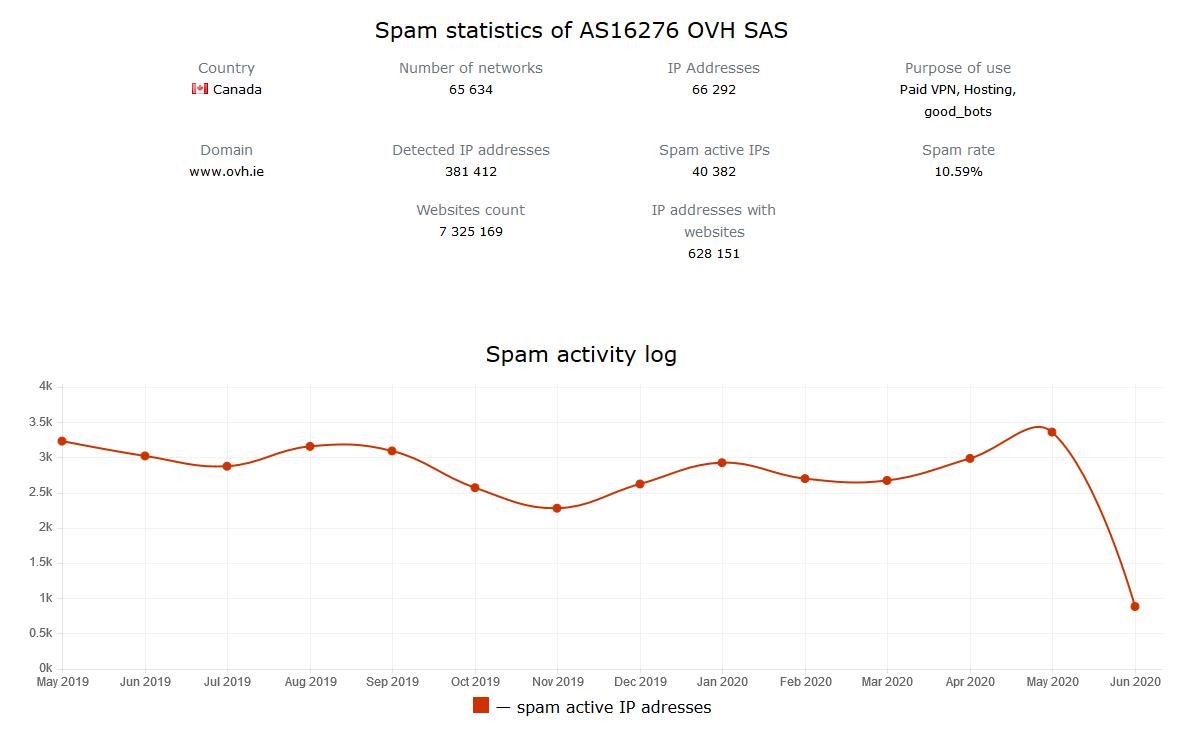 Spam statistics of AS16276 OVH SAS
Country
Canada
Number of networks
65 634
IP Addresses
66 292
Purpose of use
Paid VPN, Hosting,
good_bots
Domain
www.ovh.ie
Detected IP addresses
381 412
Spam active IPs
40 382
Spam rate
10.59%
Websites count
7 325 169
IP addresses with
websites
628 151
Spam activity log
4k
3.5k
3k
2.5k
2k
1.5k
1k
0.5k
0k
May 2019
Jun 2019
Jul 2019
Aug 2019
Sep 2019
Oct 2019
Nov 2019
Dec 2019
Jan 2020
Feb 2020
Mar 2020
Apr 2020
May 2020
Jun 2020
— spam active IP adresses